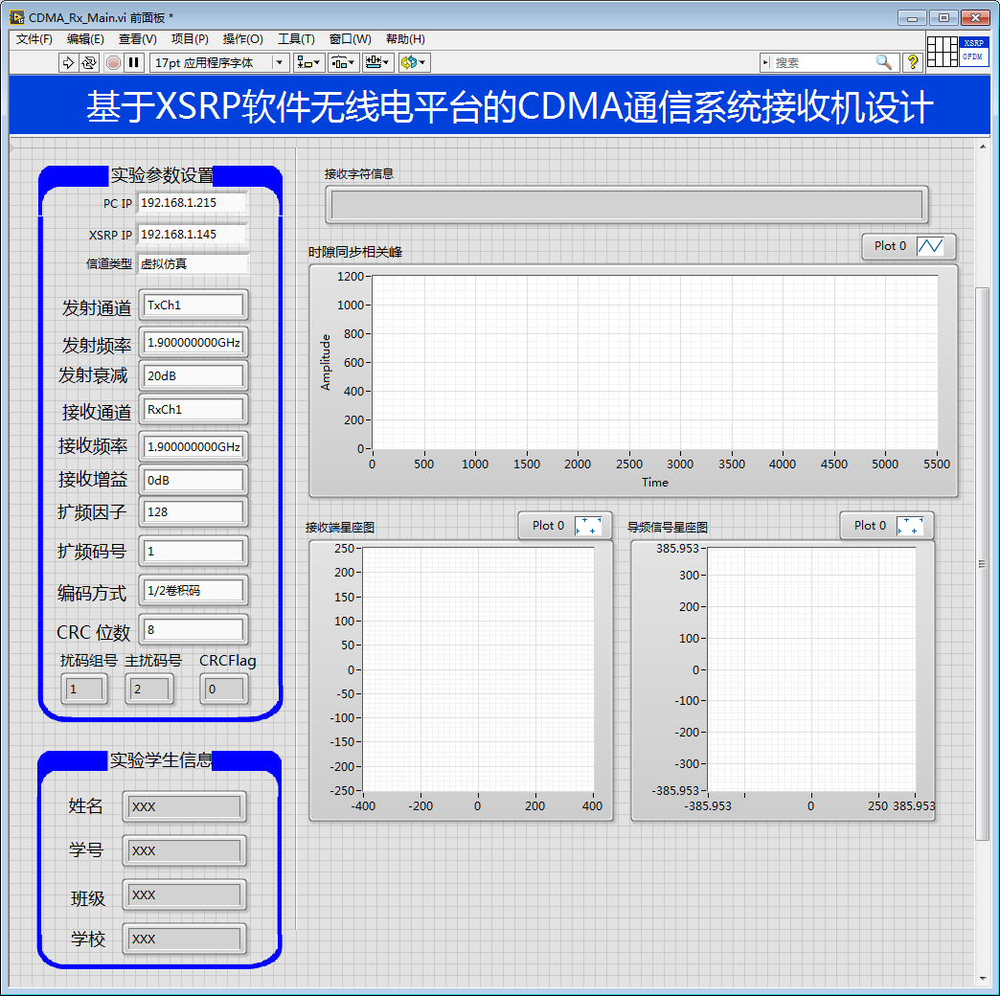 CDMA_Rx_Main.vi 前面板 *
文件(F) 编辑(E) 查看(V) 项目(P) 操作(O) 工具(T) 窗口(W) 帮助(H)
17pt 应用程序字体
搜索
XSRP
OFDM
基于XSRP软件无线电平台的CDMA通信系统接收机设计
实验参数设置
PC IP 192.168.1.215
XSRP IP 192.168.1.145
信道类型 虚拟仿真
发射通道 TxCh1
发射频率 1.900000000GHz
发射衰减 20dB
接收通道 RxCh1
接收频率 1.900000000GHz
接收增益 0dB
扩频因子 128
扩频码号 1
编码方式 1/2卷积码
CRC 位数 8
扰码组号 主扰码号 CRCFlag
1 2 0
实验学生信息
姓名 XXX
学号 XXX
班级 XXX
学校 XXX
接收字符信息
时隙同步相关峰
Plot 0
Amplitude
1200
1000
800
600
400
200
0
0 500 1000 1500 2000 2500 3000 3500 4000 4500 5000 5500
Time
接收端星座图
Plot 0
250
200
150
100
50
0
-50
-100
-150
-200
-250
-400 -200 0 200 400
导频信号星座图
Plot 0
385.953
300
200
100
0
-100
-200
-300
-385.953
-385.953 0 250 385.953